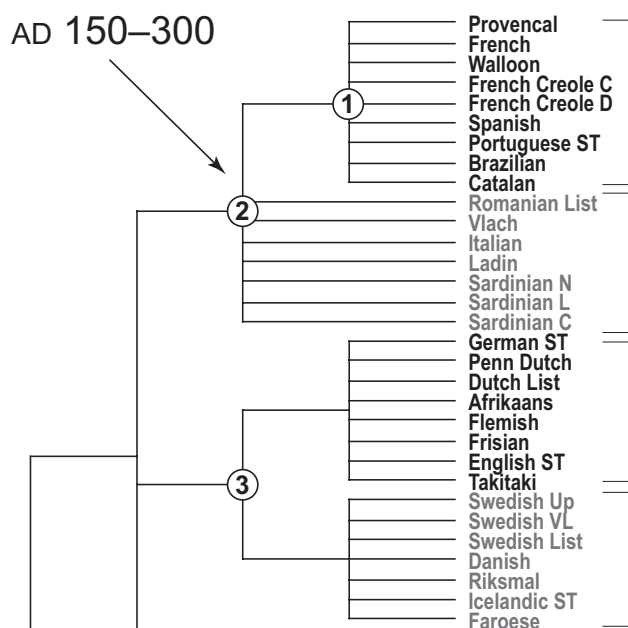 AD 150–300
1
2
3
Provencal
French
Walloon
French Creole C
French Creole D
Spanish
Portuguese ST
Brazilian
Catalan
Romanian List
Vlach
Italian
Ladin
Sardinian N
Sardinian L
Sardinian C
German ST
Penn Dutch
Dutch List
Afrikaans
Flemish
Frisian
English ST
Takitaki
Swedish Up
Swedish VL
Swedish List
Danish
Riksmal
Icelandic ST
Faroese